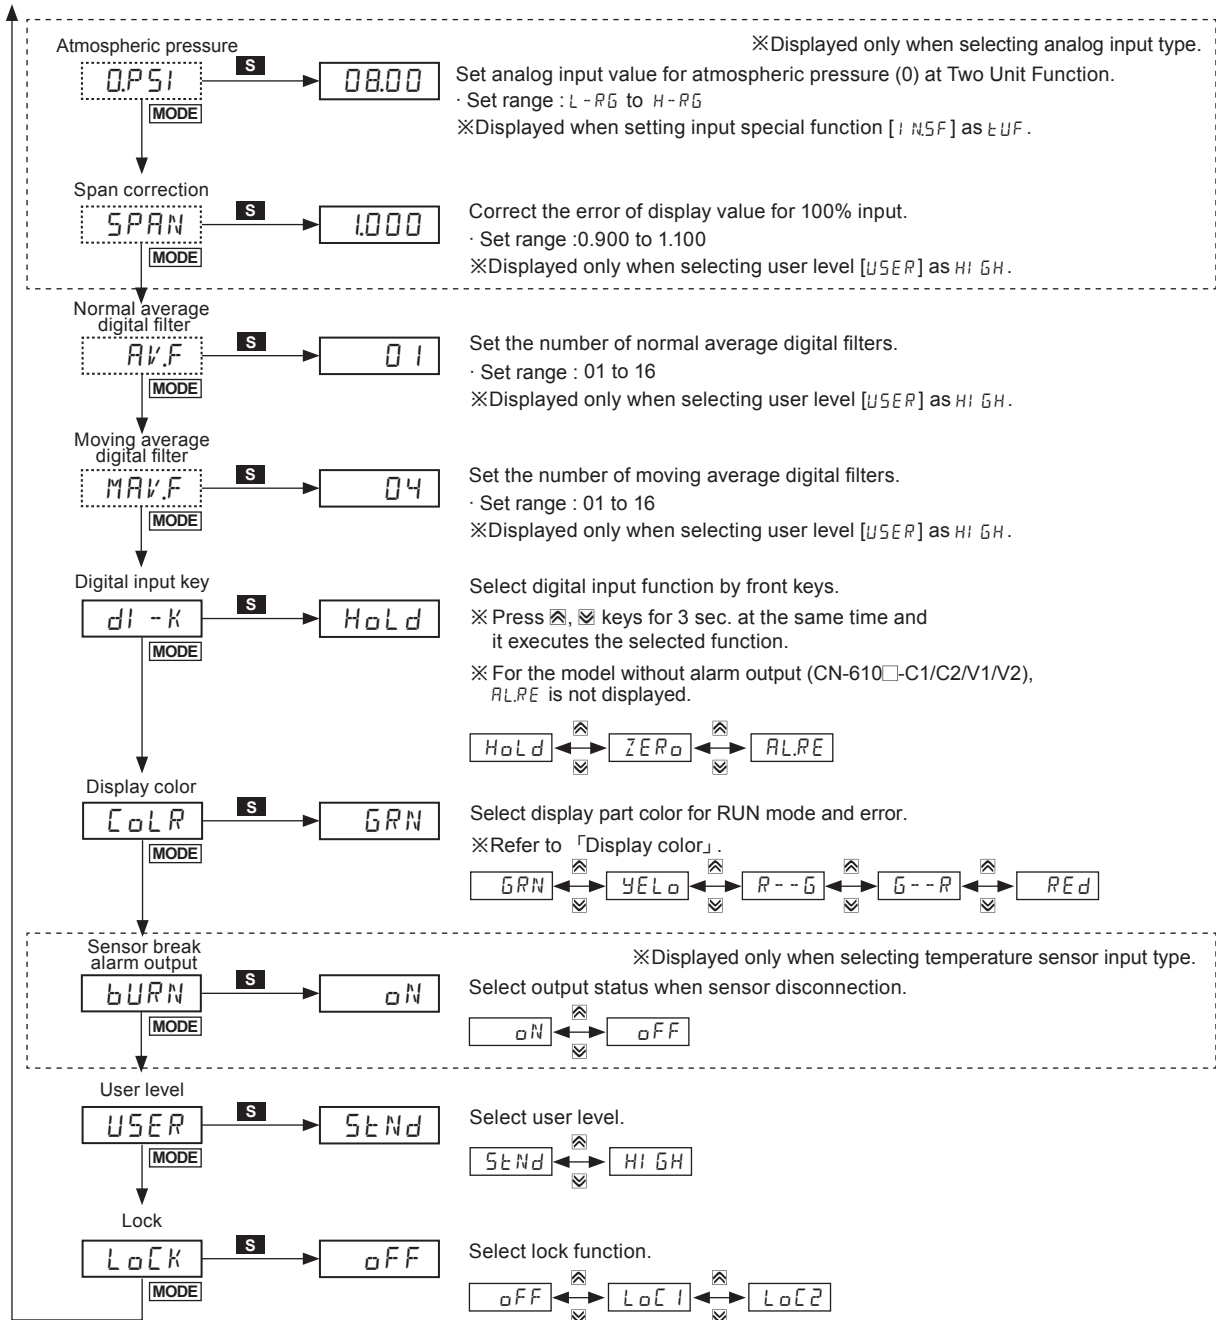 Atmospheric pressure
※Displayed only when selecting analog input type.
0.PSI
S
08.00
Set analog input value for atmospheric pressure (0) at Two Unit Function.
MODE
· Set range : L-RG to H-RG
※Displayed when setting input special function [IN.SF] as tUF.
Span correction
SPAN
S
1.000
Correct the error of display value for 100% input.
· Set range :0.900 to 1.100
MODE
※Displayed only when selecting user level [USER] as HIGH.
Normal average
digital filter
AV.F
S
01
Set the number of normal average digital filters.
· Set range : 01 to 16
MODE
※Displayed only when selecting user level [USER] as HIGH.
Moving average
digital filter
MAV.F
S
04
Set the number of moving average digital filters.
· Set range : 01 to 16
MODE
※Displayed only when selecting user level [USER] as HIGH.
Digital input key
dI-K
S
HoLd
Select digital input function by front keys.
※Press , keys for 3 sec. at the same time and
it executes the selected function.
MODE
※For the model without alarm output (CN-610□-C1/C2/V1/V2),
AL.RE is not displayed.
HoLd ZERo AL.RE
Display color
CoLR
S
GRN
Select display part color for RUN mode and error.
MODE
※Refer to 「Display color」.
GRN YELo R--G G--R REd
Sensor break
alarm output
※Displayed only when selecting temperature sensor input type.
bURN
S
oN
Select output status when sensor disconnection.
MODE
oN oFF
User level
USER
S
StNd
Select user level.
MODE
StNd HIGH
Lock
LoCK
S
oFF
Select lock function.
MODE
oFF LoC1 LoC2